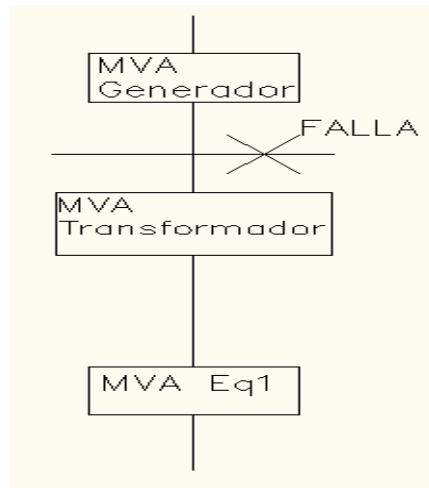 MVA
Generador
FALLA
MVA
Transformador
MVA Eq1